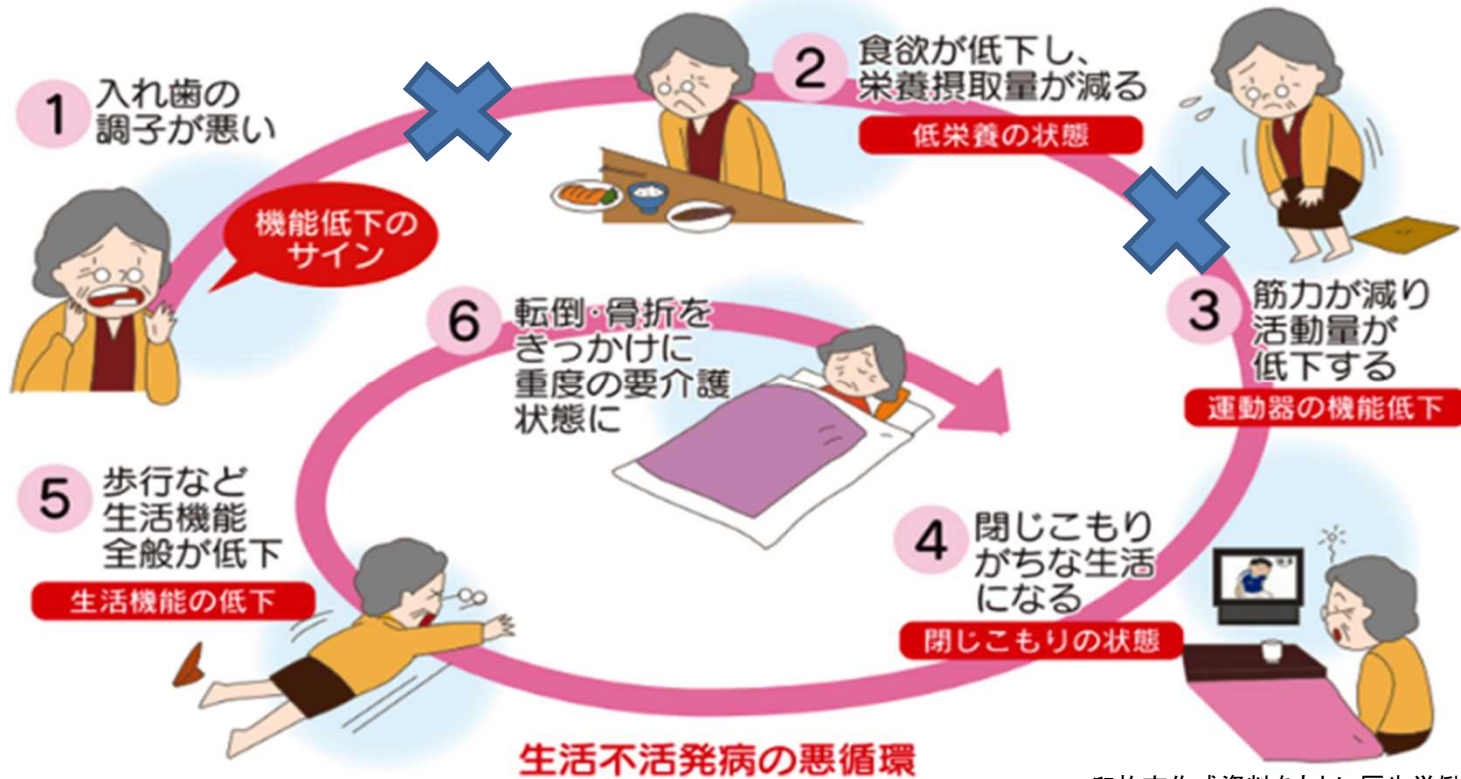 1
入れ歯の
調子が悪い
機能低下の
サイン
2
食欲が低下し、
栄養摂取量が減る
低栄養の状態
3
筋力が減り
活動量が
低下する
運動器の機能低下
4
閉じこもり
がちな生活
になる
閉じこもりの状態
5
歩行など
生活機能
全般が低下
生活機能の低下
6
転倒・骨折を
きっかけに
重度の要介護
状態に
生活不活発病の悪循環